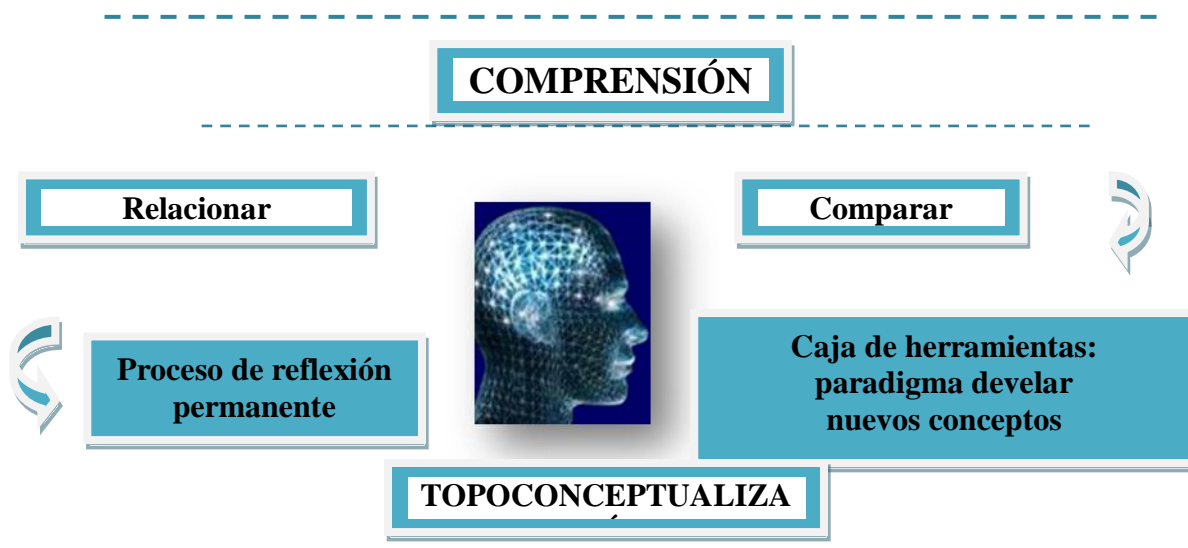 COMPRENSIÓN
Relacionar
Comparar
Proceso de reflexión
permanente
Caja de herramientas:
paradigma develar
nuevos conceptos
TOPOCONCEPTUALIZA